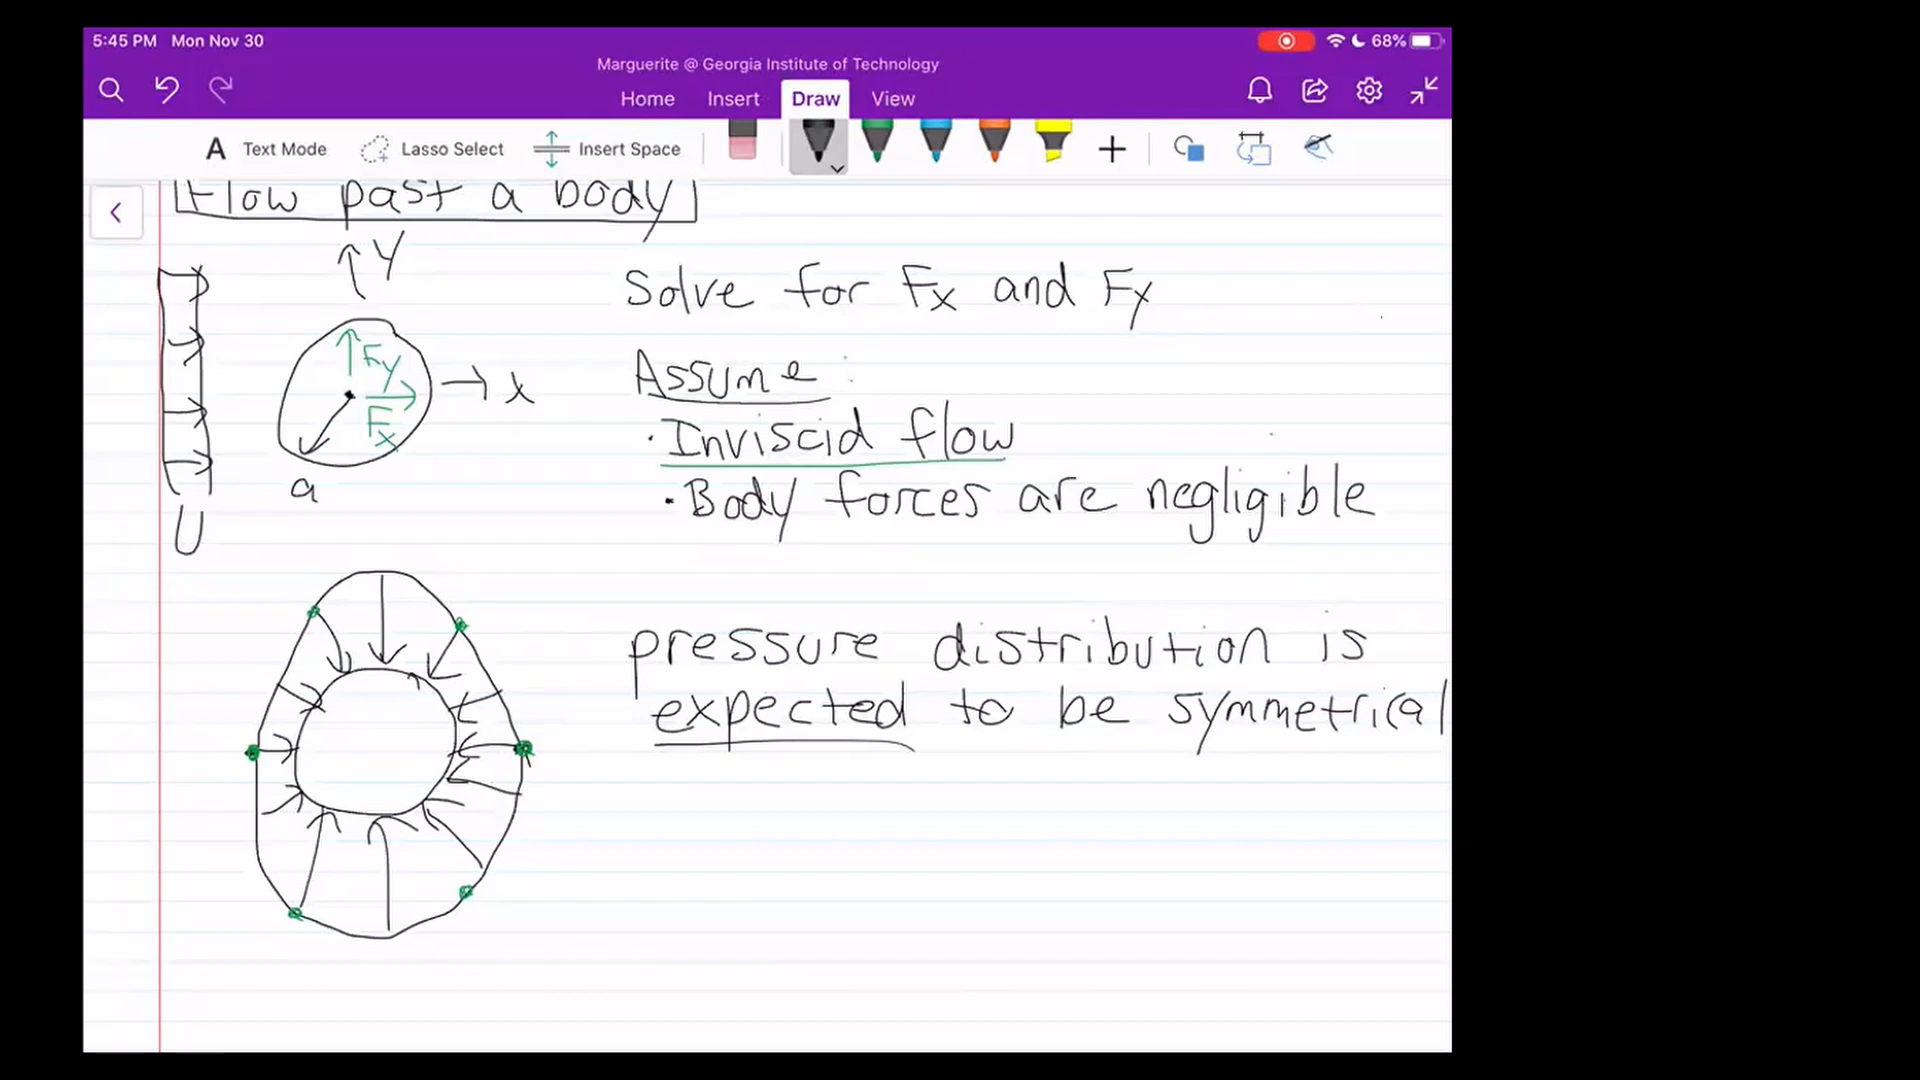 5:45 PM Mon Nov 30
68%
Marguerite @ Georgia Institute of Technology
Home Insert Draw View
A Text Mode Lasso Select Insert Space
Flow past a body
Y
Solve for Fx and Fy
Fy
Assume:
x
Fx
· Inviscid flow
a
· Body forces are negligible
U
pressure distribution is
expected to be symmetrical